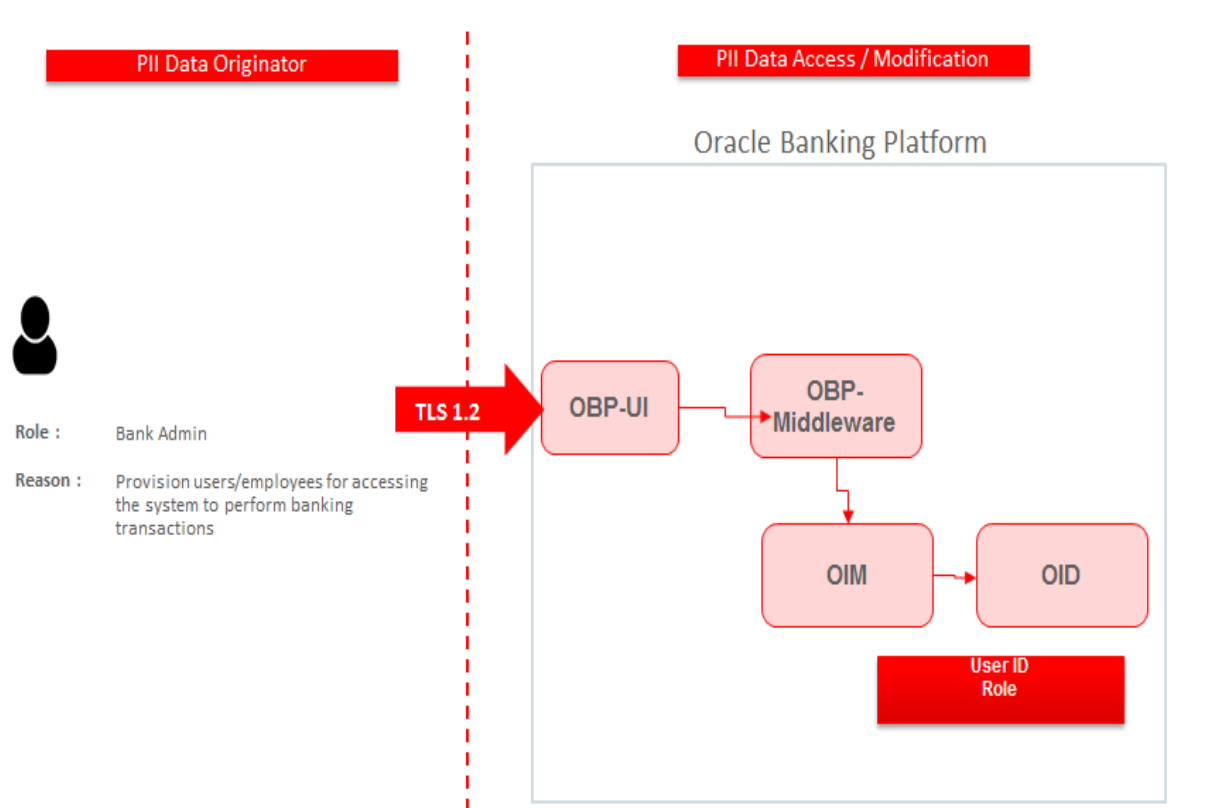 PII Data Originator
PII Data Access / Modification
Oracle Banking Platform
TLS 1.2
OBP-UI
OBP-
Middleware
Role :
Bank Admin
Reason :
Provision users/employees for accessing
the system to perform banking
transactions
OIM
OID
User ID
Role